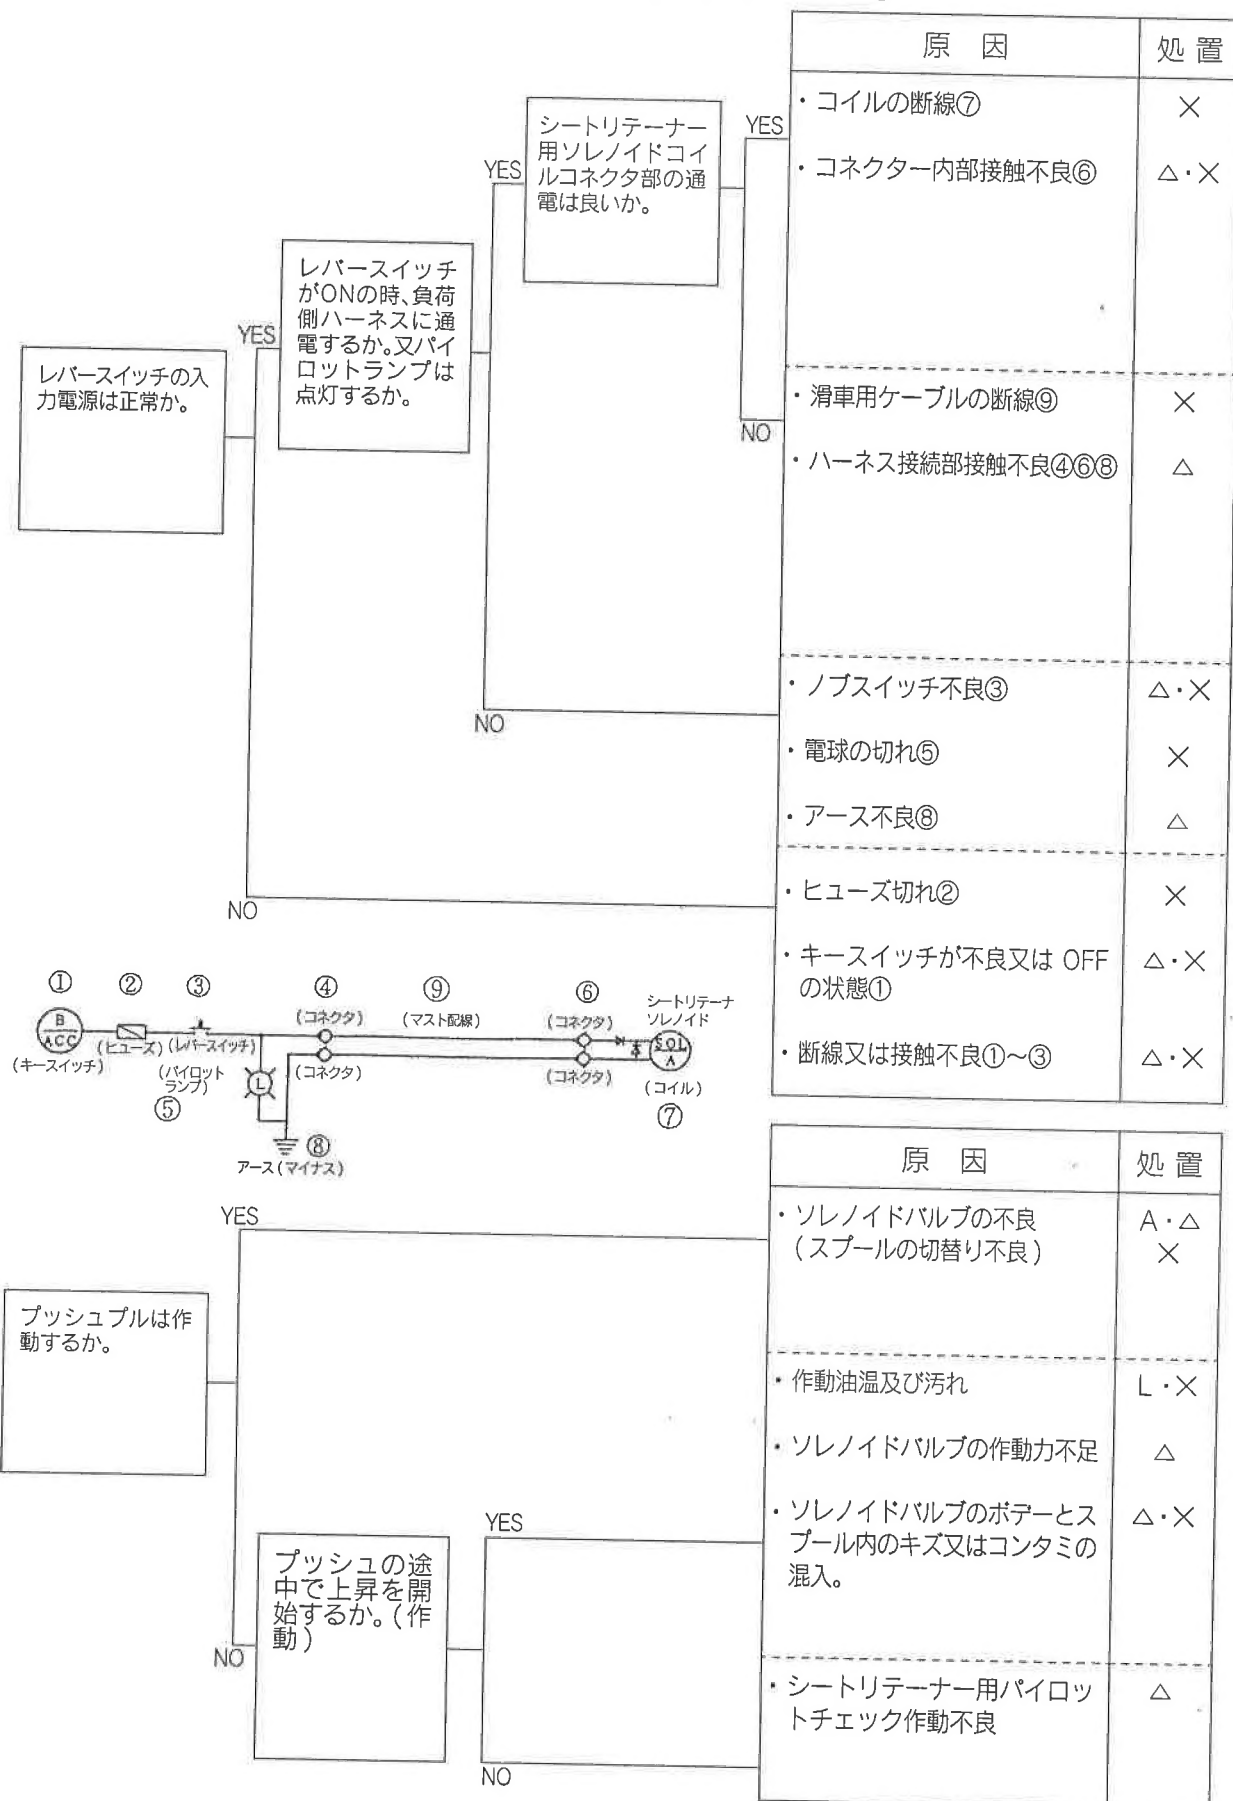 原 因 処 置
シートリテーナー
用ソレノイドコイ
ルコネクタ部の通
電は良いか。
YES
・コイルの断線⑦ ×
・コネクター内部接触不良⑥ △・×
YES
レバースイッチ
がONの時、負荷
側ハーネスに通
電するか。又パイ
ロットランプは
点灯するか。
YES
レバースイッチの入
力電源は正常か。
NO
・滑車用ケーブルの断線⑨ ×
・ハーネス接続部接触不良④⑥⑧ △
NO
・ノブスイッチ不良③ △・×
・電球の切れ⑤ ×
・アース不良⑧ △
NO
・ヒューズ切れ② ×
・キースイッチが不良又は OFF △・×
の状態①
・断線又は接触不良①〜③ △・×
① ② ③ ④ ⑨ ⑥
シートリテーナ
ソレノイド
(コネクタ) (マスト配線) (コネクタ)
B
ACC
SOL
A
(キースイッチ) (ヒューズ) (レバースイッチ)
(コネクタ) (コネクタ) (コイル)
(パイロット
ランプ)
L
⑤ ⑦
⑧
アース(マイナス)
原 因 処 置
YES
・ソレノイドバルブの不良 A・△
(スプールの切替り不良) ×
プッシュプルは作
動するか。
・作動油温及び汚れ L・×
・ソレノイドバルブの作動力不足 △
・ソレノイドバルブのボデーとス △・×
プール内のキズ又はコンタミの
混入。
YES
プッシュの途
中で上昇を開
始するか。(作
動)
NO
・シートリテーナー用パイロッ △
トチェック作動不良
NO